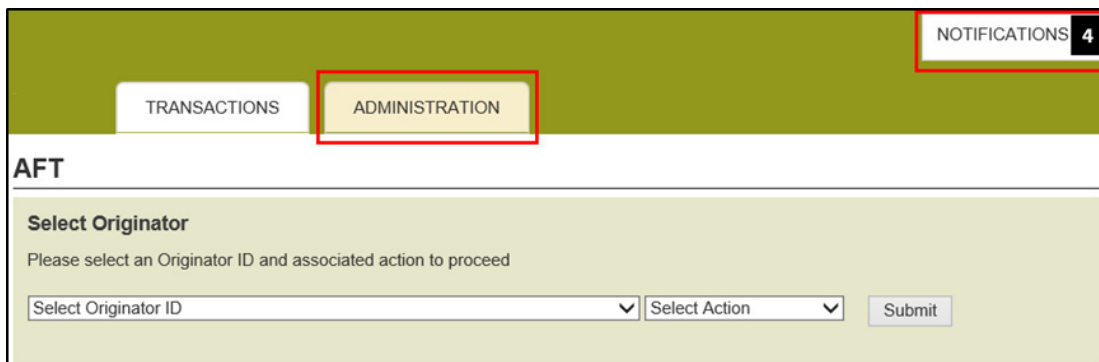 NOTIFICATIONS 4
TRANSACTIONS ADMINISTRATION
AFT
Select Originator
Please select an Originator ID and associated action to proceed
Select Originator ID Select Action Submit